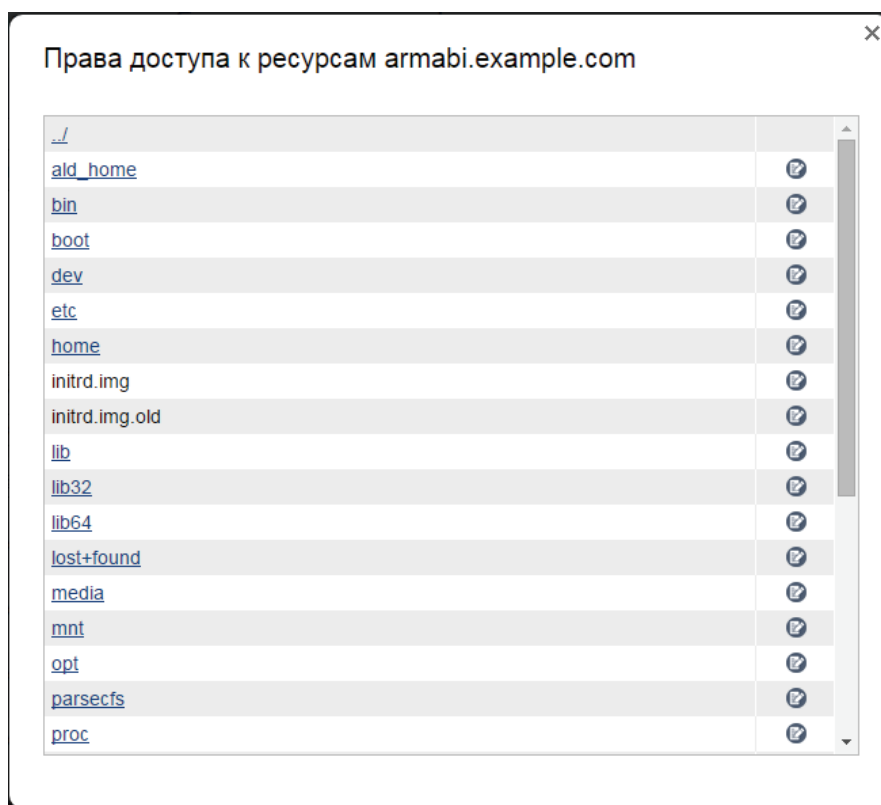 Права доступа к ресурсам armabi.example.com
../
ald_home
bin
boot
dev
etc
home
initrd.img
initrd.img.old
lib
lib32
lib64
lost+found
media
mnt
opt
parsecfs
proc